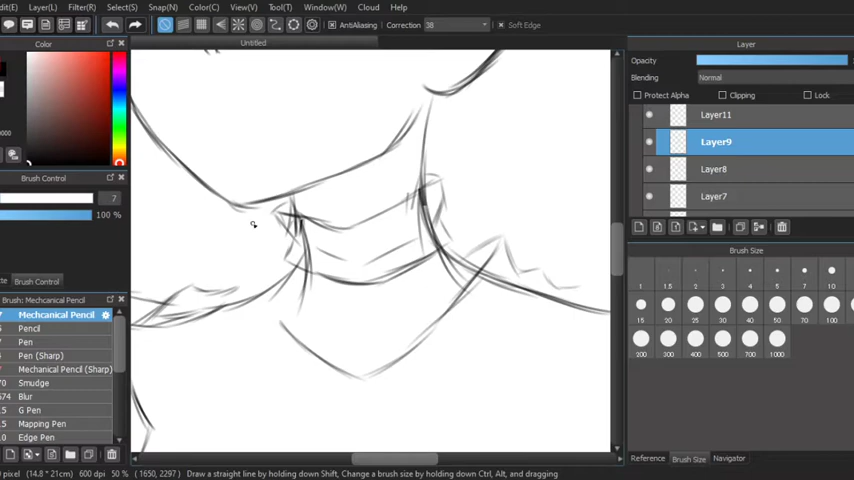 Layer(L) Filter(R) Select(S) Snap(N) Color(C) View(V) Tool(T) Window(W) Cloud Help
AntiAliasing Correction 38 Soft Edge
Untitled
Color
0000
Brush Control
7
100 %
Brush Control
Brush: Mechcanical Pencil
Mechcanical Pencil
Pencil
Pen
Pen (Sharp)
Mechanical Pencil (Sharp)
70 Smudge
Blur
G Pen
Mapping Pen
10 Edge Pen
Layer
Opacity
Blending Normal
Protect Alpha Clipping Lock
Layer11
Layer9
Layer8
Layer7
Brush Size
1 1.5 2 3 4 5 7 10
15 20 25 30 40 50 70 100
200 300 400 500 700 1000
Reference Brush Size Navigator
pixel (14.8 * 21cm) 600 dpi 50 % ( 1650, 2297 ) Draw a straight line by holding down Shift, Change a brush size by holding down Ctrl, Alt, and dragging